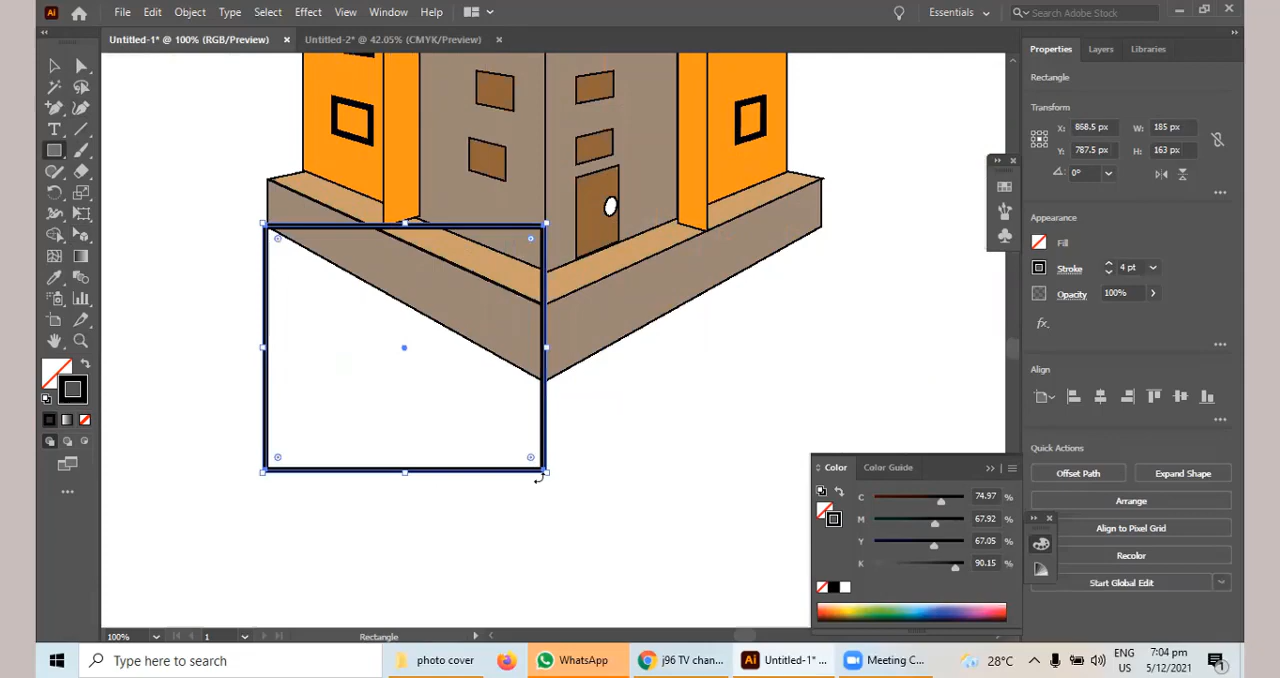 Ai
File Edit Object Type Select Effect View Window Help
Essentials
Search Adobe Stock
Untitled-1* @ 100% (RGB/Preview) ×
Untitled-2* @ 42.05% (CMYK/Preview) ×
Properties Layers Libraries
Rectangle
Transform
X: 868.5 px W: 185 px
Y: 787.5 px H: 163 px
0°
Appearance
Fill
Stroke 4 pt
Opacity 100%
fx.
Align
Quick Actions
Offset Path Expand Shape
Arrange
Align to Pixel Grid
Recolor
Start Global Edit
Color Color Guide
C 74.97 %
M 67.92 %
Y 67.05 %
K 90.15 %
100% 1 Rectangle
Type here to search
photo cover
WhatsApp
j96 TV chan...
Ai Untitled-1* ...
Meeting C...
28°C
ENG
US
7:04 pm
5/12/2021
1